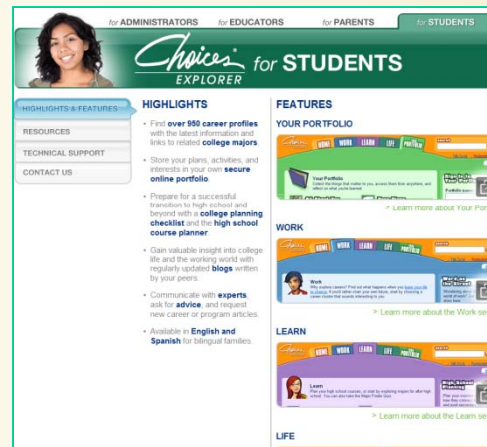 for ADMINISTRATORS for EDUCATORS for PARENTS for STUDENTS
Choices
EXPLORER
for STUDENTS
HIGHLIGHTS & FEATURES
RESOURCES
TECHNICAL SUPPORT
CONTACT US
HIGHLIGHTS
• Find over 950 career profiles
with the latest information and
links to related college majors.
• Store your plans, activities, and
interests in your own secure
online portfolio.
• Prepare for a successful
transition to high school and
beyond with a college planning
checklist and the high school
course planner.
• Gain valuable insight into college
life and the working world with
regularly updated blogs written
by your peers.
• Communicate with experts,
ask for advice, and request
new career or program articles.
• Available in English and
Spanish for bilingual families.
FEATURES
YOUR PORTFOLIO
Choices HOME WORK LEARN LIFE PORTFOLIO
Your Portfolio
> Learn more about Your Por
WORK
Choices HOME WORK LEARN LIFE PORTFOLIO
Work
> Learn more about the Work se
LEARN
Choices HOME WORK LEARN LIFE PORTFOLIO
Learn
> Learn more about the Learn se
LIFE